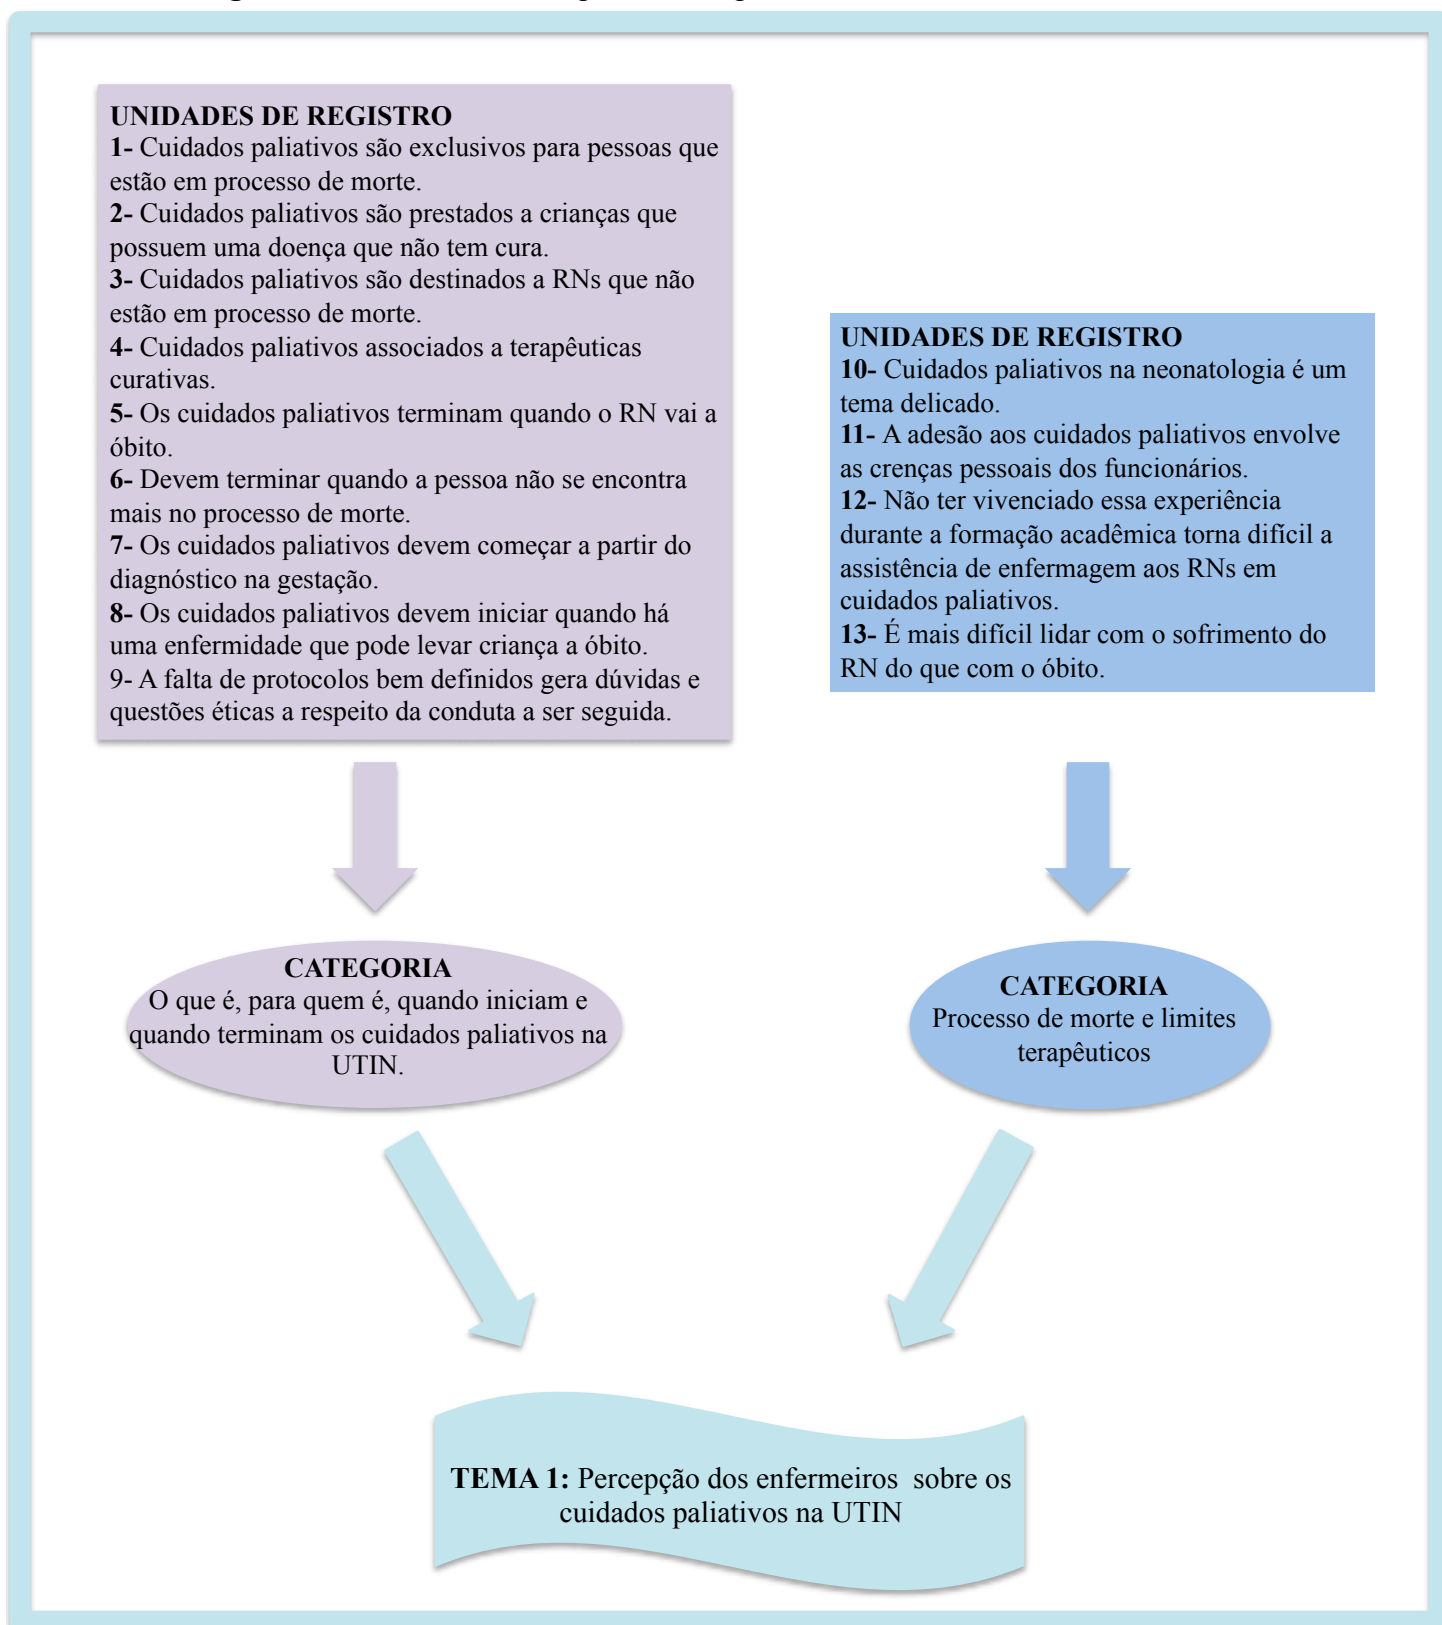 UNIDADES DE REGISTRO
1- Cuidados paliativos são exclusivos para pessoas que
estão em processo de morte.
2- Cuidados paliativos são prestados a crianças que
possuem uma doença que não tem cura.
3- Cuidados paliativos são destinados a RNs que não
estão em processo de morte.
4- Cuidados paliativos associados a terapêuticas
curativas.
5- Os cuidados paliativos terminam quando o RN vai a
óbito.
6- Devem terminar quando a pessoa não se encontra
mais no processo de morte.
7- Os cuidados paliativos devem começar a partir do
diagnóstico na gestação.
8- Os cuidados paliativos devem iniciar quando há
uma enfermidade que pode levar criança a óbito.
9- A falta de protocolos bem definidos gera dúvidas e
questões éticas a respeito da conduta a ser seguida.
UNIDADES DE REGISTRO
10- Cuidados paliativos na neonatologia é um
tema delicado.
11- A adesão aos cuidados paliativos envolve
as crenças pessoais dos funcionários.
12- Não ter vivenciado essa experiência
durante a formação acadêmica torna difícil a
assistência de enfermagem aos RNs em
cuidados paliativos.
13- É mais difícil lidar com o sofrimento do
RN do que com o óbito.
CATEGORIA
O que é, para quem é, quando iniciam e
quando terminam os cuidados paliativos na
UTIN.
CATEGORIA
Processo de morte e limites
terapêuticos
TEMA 1: Percepção dos enfermeiros sobre os
cuidados paliativos na UTIN